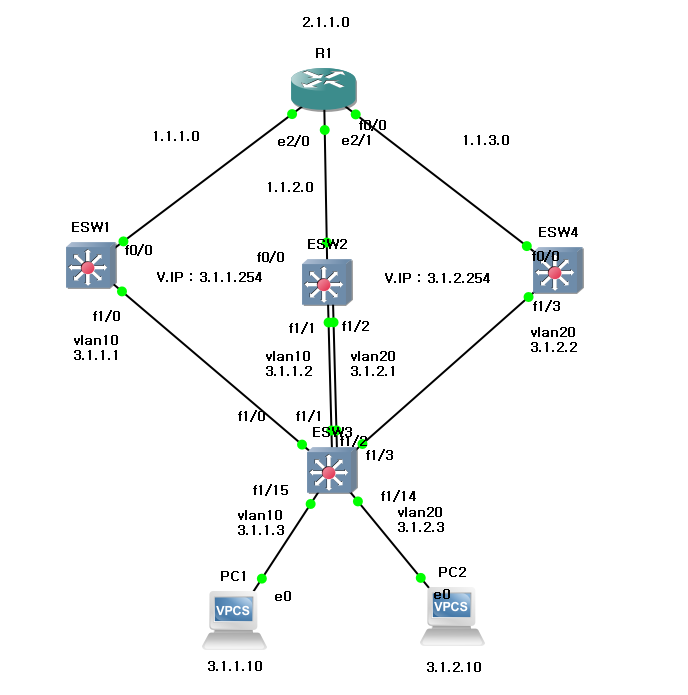 2.1.1.0
R1
f0/0
e2/0
e2/1
1.1.1.0
1.1.3.0
1.1.2.0
ESW1
ESW4
f0/0
ESW2
f0/0
f0/0
V.IP : 3.1.1.254
V.IP : 3.1.2.254
f1/0
f1/1
f1/2
f1/3
vlan10
3.1.1.1
vlan10
3.1.1.2
vlan20
3.1.2.1
vlan20
3.1.2.2
f1/0
f1/1
ESW3
f1/2
f1/3
f1/15
f1/14
vlan10
3.1.1.3
vlan20
3.1.2.3
PC1
PC2
e0
e0
VPCS
VPCS
3.1.1.10
3.1.2.10